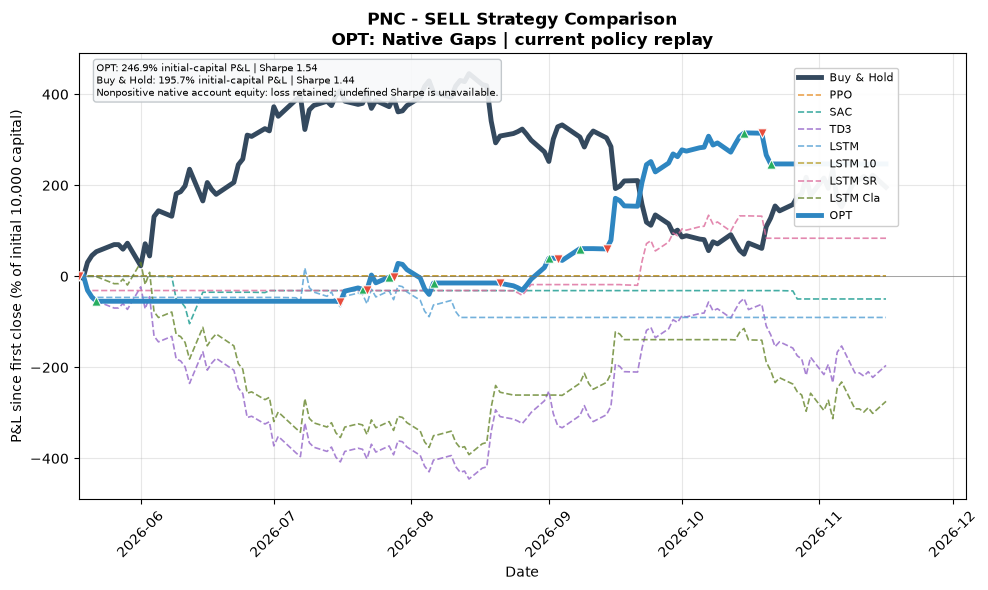 PNC - SELL Strategy Comparison
OPT: Native Gaps | current policy replay
OPT: 246.9% initial-capital P&L | Sharpe 1.54
Buy & Hold: 195.7% initial-capital P&L | Sharpe 1.44
Nonpositive native account equity: loss retained; undefined Sharpe is unavailable.
Buy & Hold
PPO
SAC
TD3
LSTM
LSTM 10
LSTM SR
LSTM Cla
OPT
P&L since first close (% of initial 10,000 capital)
400
200
0
−200
−400
2026-06
2026-07
2026-08
2026-09
2026-10
2026-11
2026-12
Date